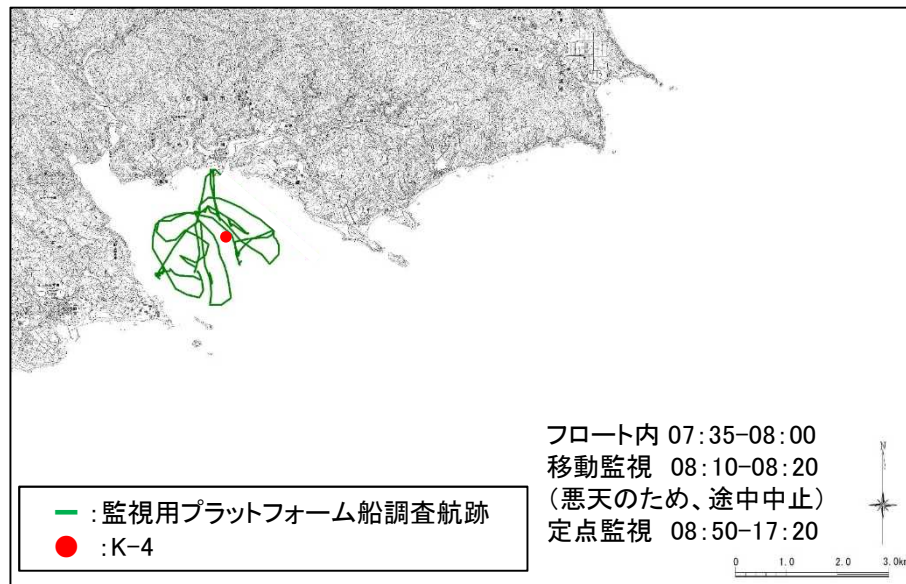 フロート内 07:35-08:00
移動監視 08:10-08:20
（悪天のため、途中中止）
定点監視 08:50-17:20
N
━ :監視用プラットフォーム船調査航跡
● :K-4
0 1.0 2.0 3.0km